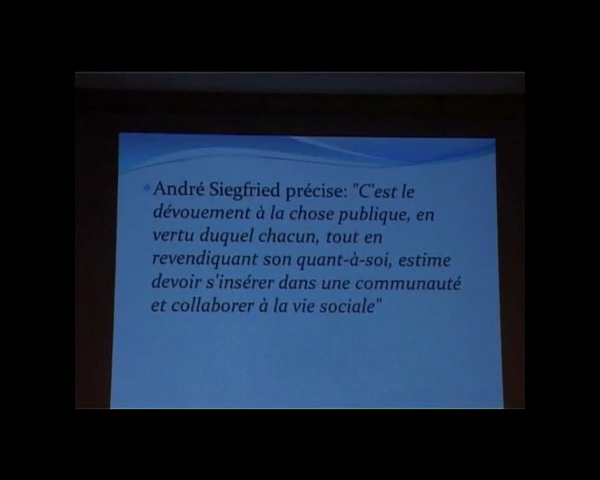 André Siegfried précise: "C'est le
dévouement à la chose publique, en
vertu duquel chacun, tout en
revendiquant son quant-à-soi, estime
devoir s'insérer dans une communauté
et collaborer à la vie sociale"